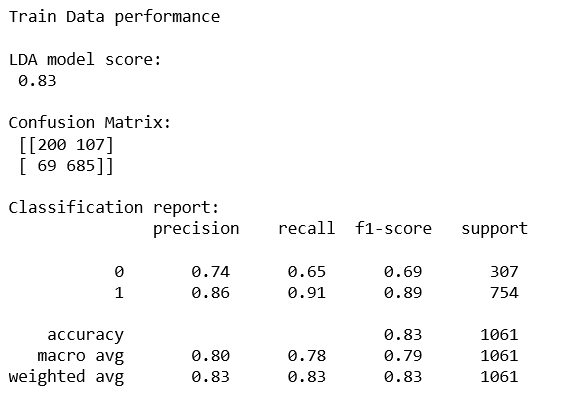 Train Data performance
LDA model score:
0.83
Confusion Matrix:
[[200 107]
[ 69 685]]
Classification report:
precision recall f1-score support
0 0.74 0.65 0.69 307
1 0.86 0.91 0.89 754
accuracy 0.83 1061
macro avg 0.80 0.78 0.79 1061
weighted avg 0.83 0.83 0.83 1061